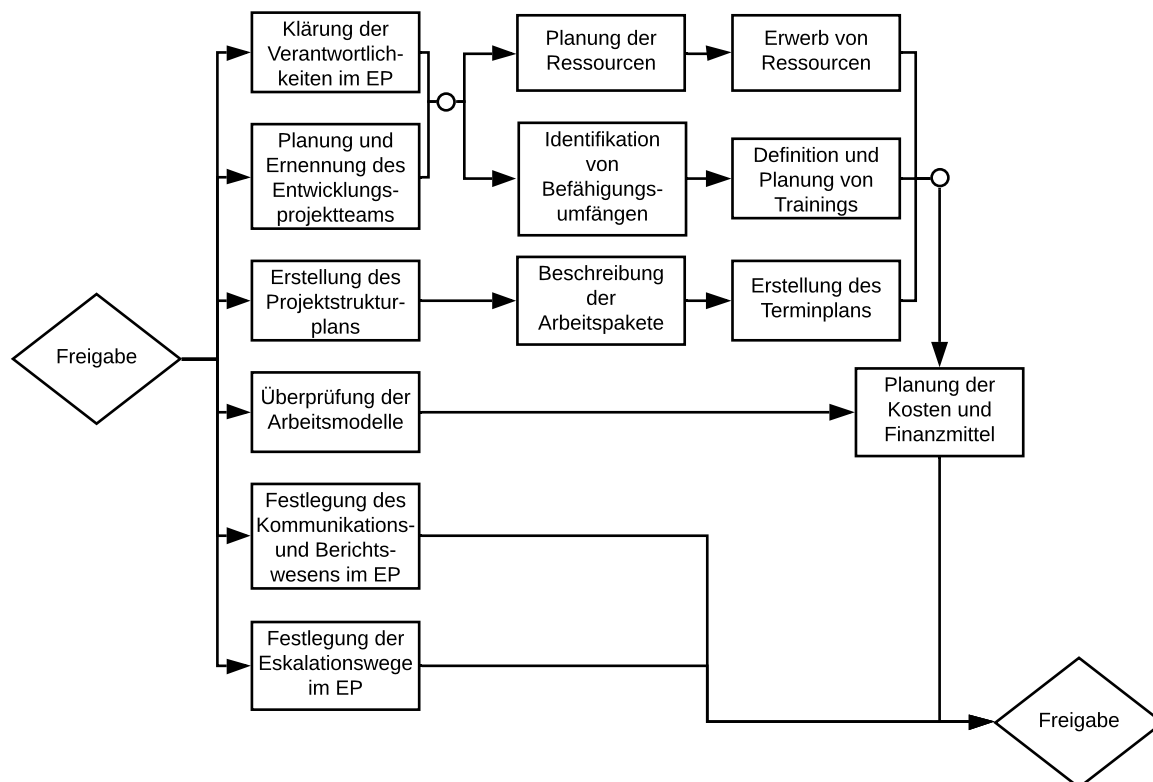 Klärung der
Verantwortlich-
keiten im EP
Planung der
Ressourcen
Erwerb von
Ressourcen
Planung und
Ernennung des
Entwicklungs-
projektteams
Identifikation
von
Befähigungs-
umfängen
Definition und
Planung von
Trainings
Erstellung des
Projektstruktur-
plans
Beschreibung
der
Arbeitspakete
Erstellung des
Terminplans
Freigabe
Überprüfung der
Arbeitsmodelle
Planung der
Kosten und
Finanzmittel
Festlegung des
Kommunikations-
und Berichts-
wesens im EP
Festlegung der
Eskalationswege
im EP
Freigabe